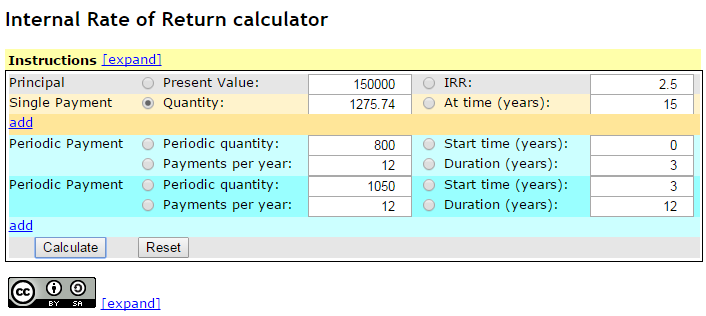 Internal Rate of Return calculator
Instructions [expand]
Principal Present Value: 150000 IRR: 2.5
Single Payment Quantity: 1275.74 At time (years): 15
add
Periodic Payment Periodic quantity: 800 Start time (years): 0
Payments per year: 12 Duration (years): 3
Periodic Payment Periodic quantity: 1050 Start time (years): 3
Payments per year: 12 Duration (years): 12
add
Calculate Reset
cc BY SA [expand]